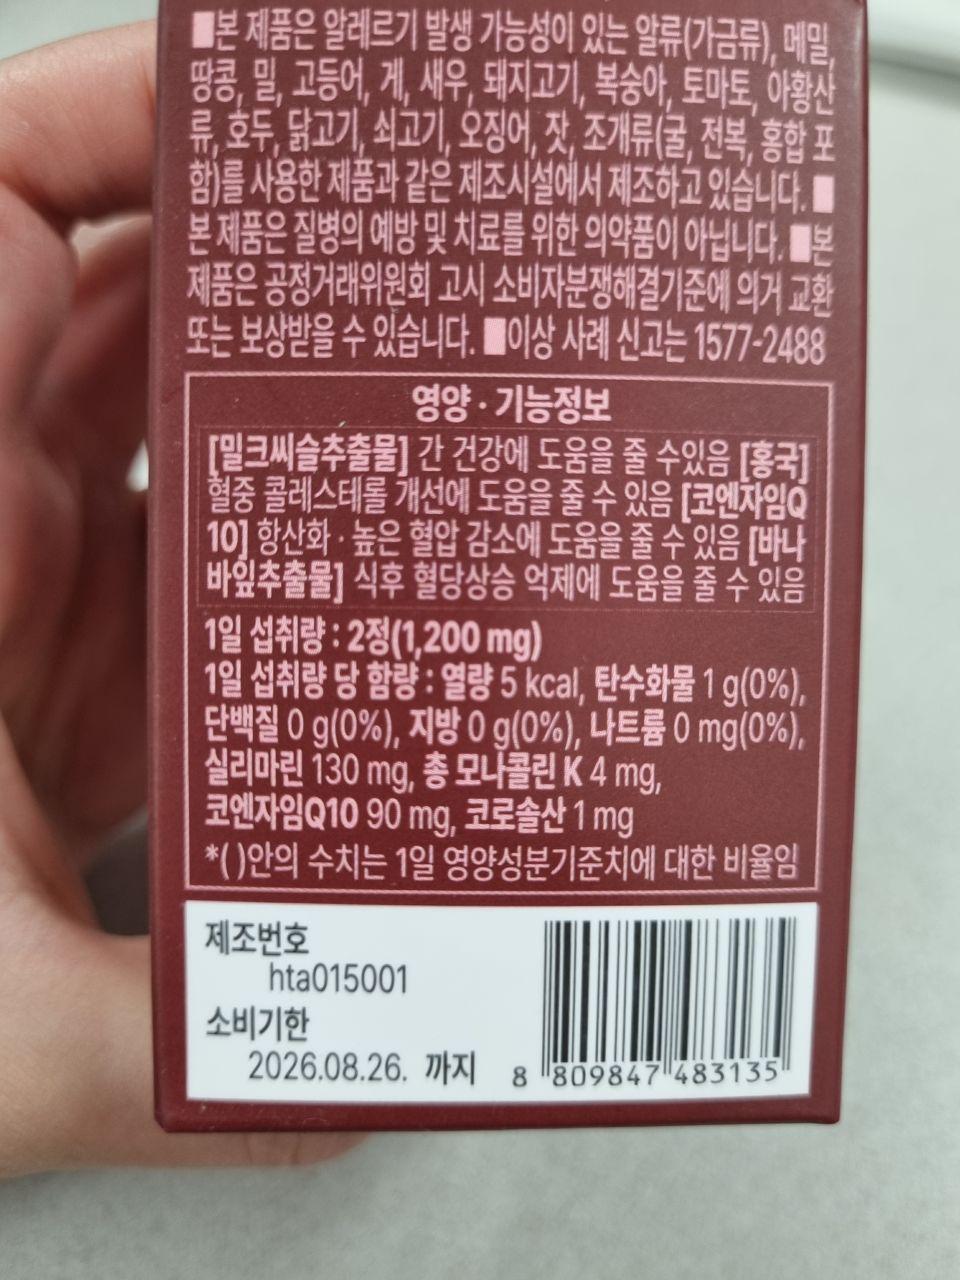 ■본 제품은 알레르기 발생 가능성이 있는 알류(가금류), 메밀,
땅콩, 밀, 고등어, 게, 새우, 돼지고기, 복숭아, 토마토, 아황산
류, 호두, 닭고기, 쇠고기, 오징어, 잣, 조개류(굴, 전복, 홍합 포
함)를 사용한 제품과 같은 제조시설에서 제조하고 있습니다. ■
본 제품은 질병의 예방 및 치료를 위한 의약품이 아닙니다. ■본
제품은 공정거래위원회 고시 소비자분쟁해결기준에 의거 교환
또는 보상받을 수 있습니다. ■이상 사례 신고는 1577-2488
영양 · 기능정보
[밀크씨슬추출물] 간 건강에 도움을 줄 수있음 [홍국]
혈중 콜레스테롤 개선에 도움을 줄 수 있음 [코엔자임Q
10] 항산화 · 높은 혈압 감소에 도움을 줄 수 있음 [바나
바잎추출물] 식후 혈당상승 억제에 도움을 줄 수 있음
1일 섭취량 : 2정(1,200 mg)
1일 섭취량 당 함량 : 열량 5 kcal, 탄수화물 1 g(0%),
단백질 0 g(0%), 지방 0 g(0%), 나트륨 0 mg(0%),
실리마린 130 mg, 총 모나콜린 K 4 mg,
코엔자임Q10 90 mg, 코로솔산 1 mg
*( )안의 수치는 1일 영양성분기준치에 대한 비율임
제조번호
hta015001
소비기한
2026.08.26. 까지
8 809847 483135